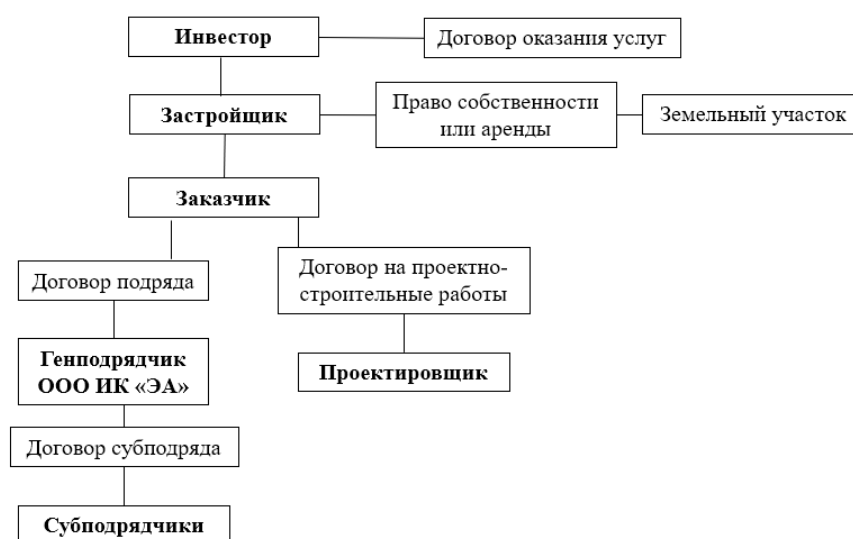 Инвестор
Договор оказания услуг
Застройщик
Право собственности
или аренды
Земельный участок
Заказчик
Договор подряда
Договор на проектно-
строительные работы
Генподрядчик
ООО ИК «ЭА»
Проектировщик
Договор субподряда
Субподрядчики